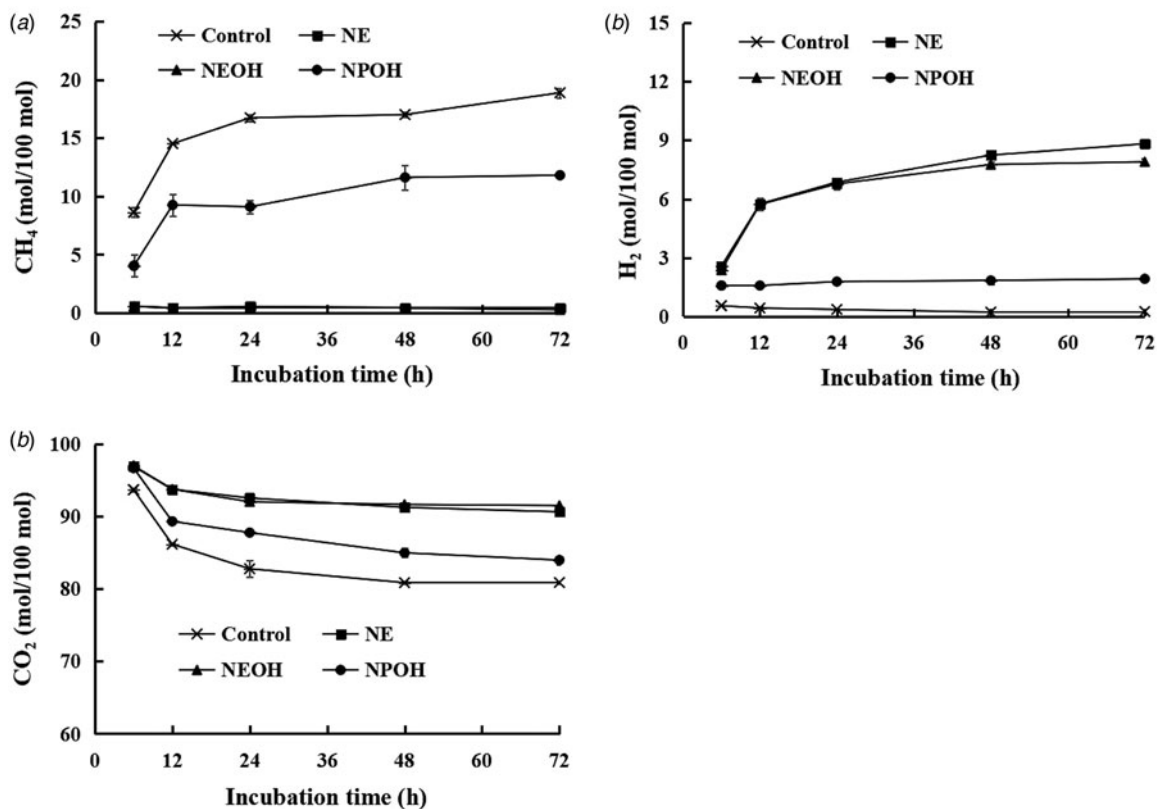 (a)
25
20
15
10
5
0
CH₄ (mol/100 mol)
Control NE
NEOH NPOH
0 12 24 36 48 60 72
Incubation time (h)
(b)
15
12
9
6
3
0
H₂ (mol/100 mol)
Control NE
NEOH NPOH
0 12 24 36 48 60 72
Incubation time (h)
(b)
100
90
80
70
60
CO₂ (mol/100 mol)
Control NE
NEOH NPOH
0 12 24 36 48 60 72
Incubation time (h)